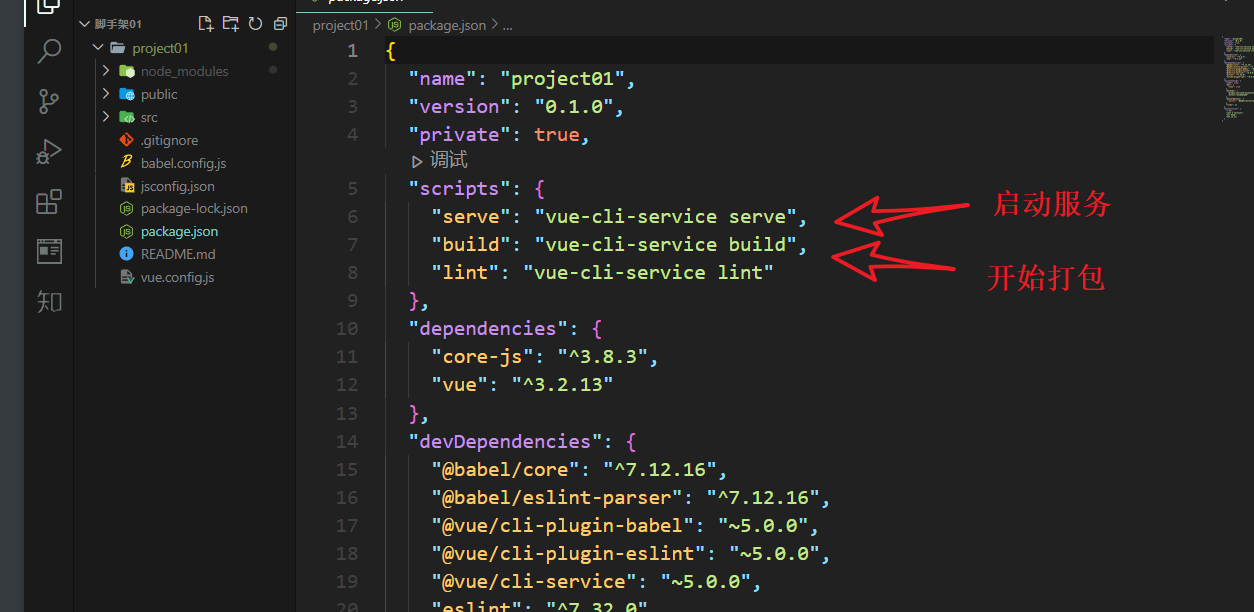 脚手架01
project01
node_modules
public
src
.gitignore
babel.config.js
jsconfig.json
package-lock.json
package.json
README.md
vue.config.js
知
project01 > package.json > ...
1 {
2 "name": "project01",
3 "version": "0.1.0",
4 "private": true,
调试
5 "scripts": {
6 "serve": "vue-cli-service serve",
7 "build": "vue-cli-service build",
8 "lint": "vue-cli-service lint"
9 },
10 "dependencies": {
11 "core-js": "^3.8.3",
12 "vue": "^3.2.13"
13 },
14 "devDependencies": {
15 "@babel/core": "^7.12.16",
16 "@babel/eslint-parser": "^7.12.16",
17 "@vue/cli-plugin-babel": "~5.0.0",
18 "@vue/cli-plugin-eslint": "~5.0.0",
19 "@vue/cli-service": "~5.0.0",
20 "eslint": "^7.32.0"
启动服务
开始打包